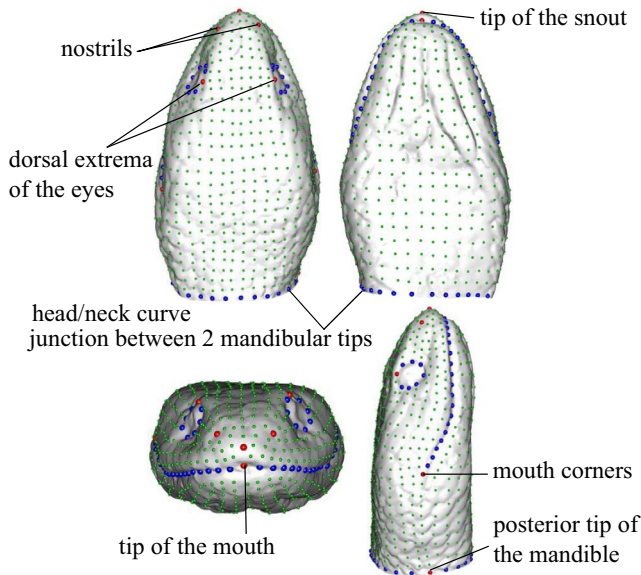 tip of the snout
nostrils
dorsal extrema
of the eyes
head/neck curve
junction between 2 mandibular tips
mouth corners
posterior tip of
the mandible
tip of the mouth